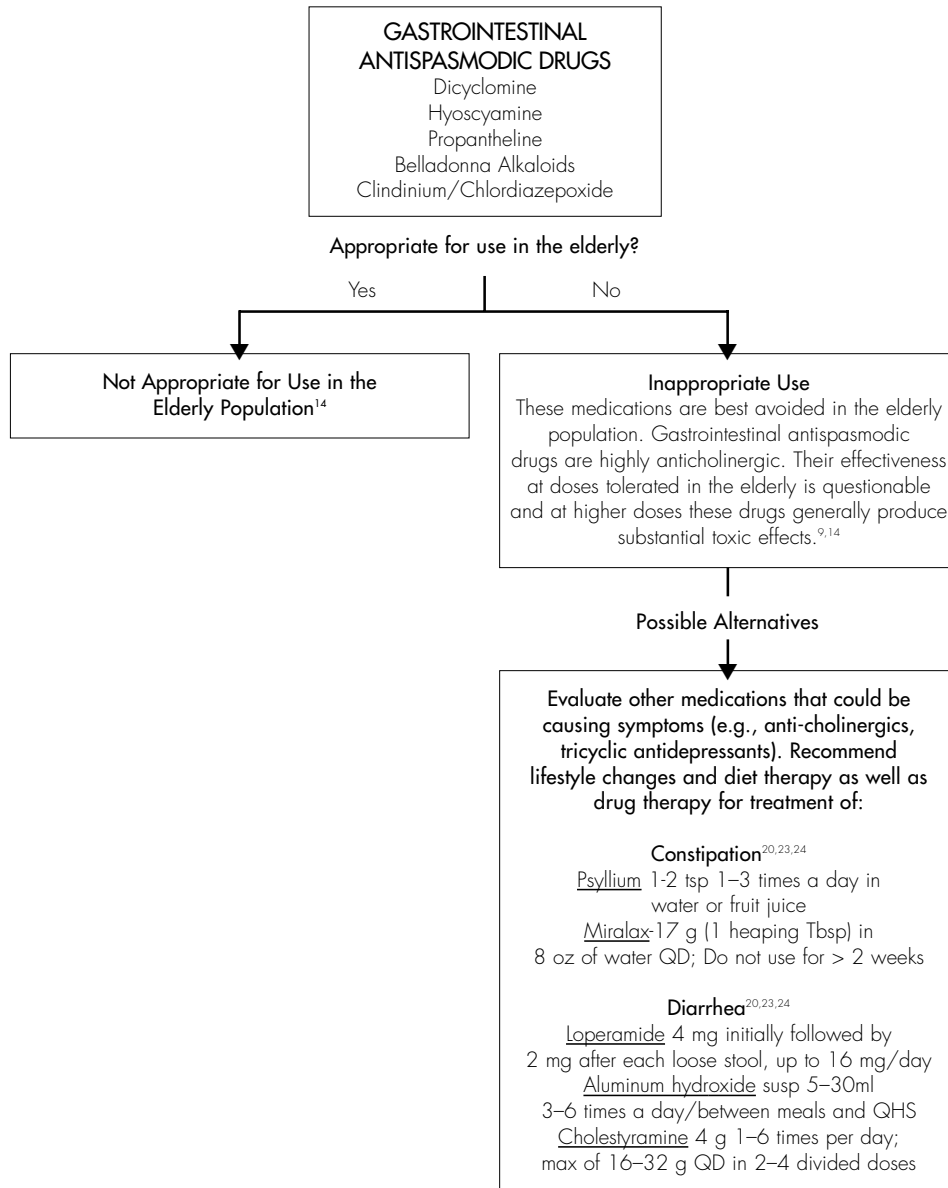 GASTROINTESTINAL
ANTISPASMODIC DRUGS
Dicyclomine
Hyoscyamine
Propantheline
Belladonna Alkaloids
Clindinium/Chlordiazepoxide
Appropriate for use in the elderly?
Yes
No
Not Appropriate for Use in the
Elderly Population14
Inappropriate Use
These medications are best avoided in the elderly
population. Gastrointestinal antispasmodic
drugs are highly anticholinergic. Their effectiveness
at doses tolerated in the elderly is questionable
and at higher doses these drugs generally produce
substantial toxic effects.9,14
Possible Alternatives
Evaluate other medications that could be
causing symptoms (e.g., anti-cholinergics,
tricyclic antidepressants). Recommend
lifestyle changes and diet therapy as well as
drug therapy for treatment of:
Constipation20,23,24
Psyllium 1-2 tsp 1–3 times a day in
water or fruit juice
Miralax-17 g (1 heaping Tbsp) in
8 oz of water QD; Do not use for > 2 weeks
Diarrhea20,23,24
Loperamide 4 mg initially followed by
2 mg after each loose stool, up to 16 mg/day
Aluminum hydroxide susp 5–30ml
3–6 times a day/between meals and QHS
Cholestyramine 4 g 1–6 times per day;
max of 16–32 g QD in 2–4 divided doses